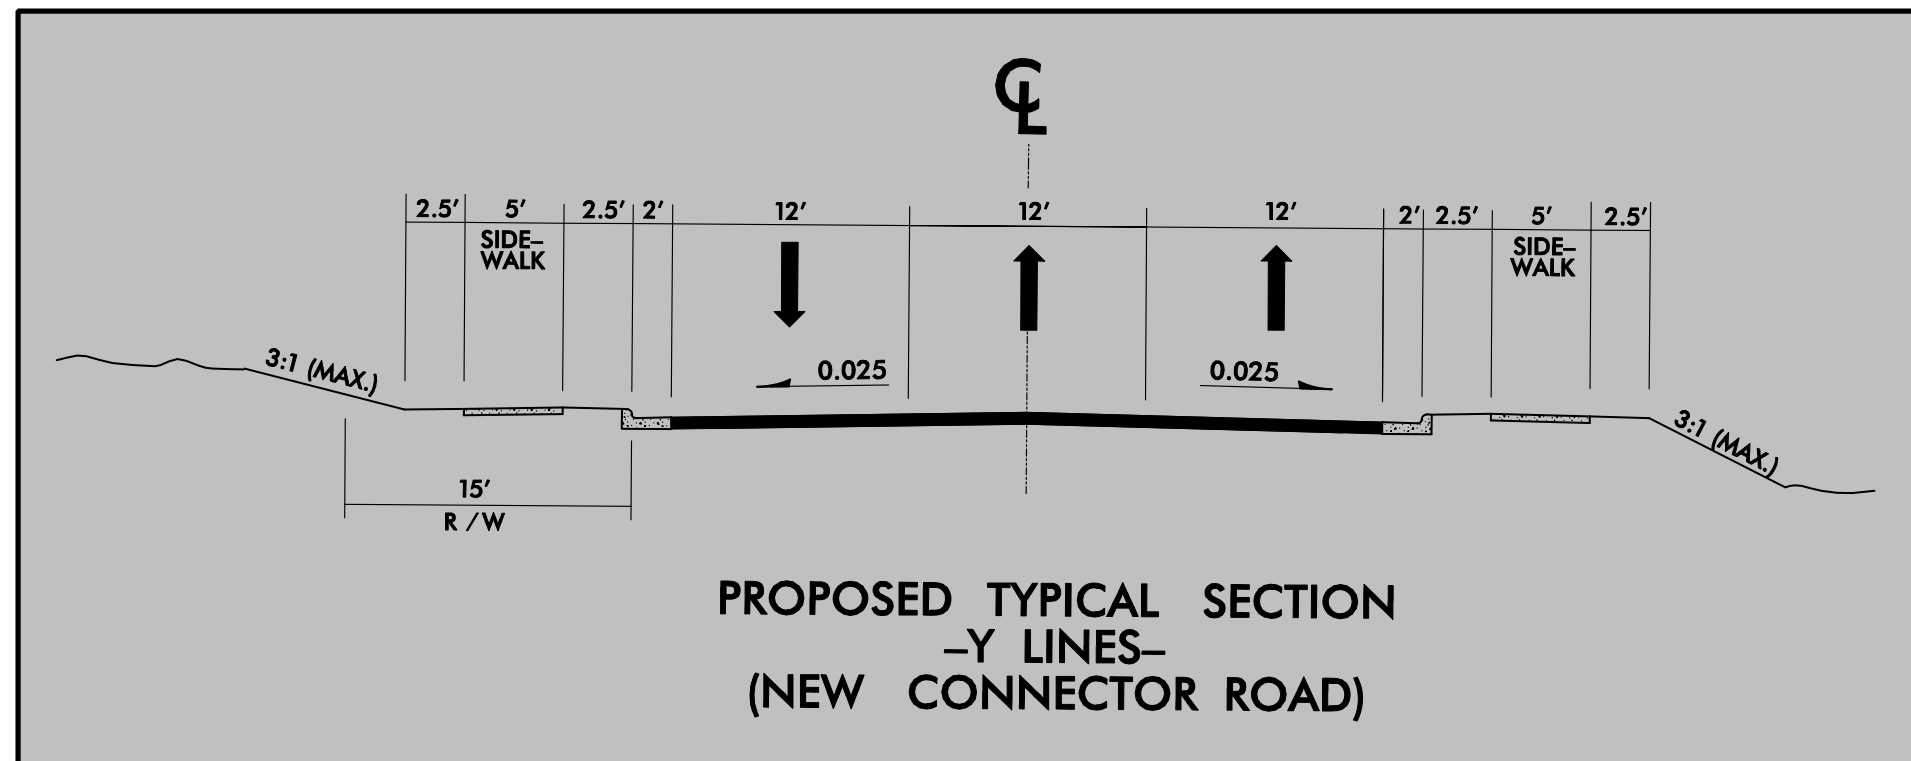 CL
2.5' 5' 2.5' 2' 12' 12' 12' 2' 2.5' 5' 2.5'
SIDE–
WALK
SIDE–
WALK
3:1 (MAX.)
0.025
0.025
3:1 (MAX.)
15'
R /W
PROPOSED TYPICAL SECTION
–Y LINES–
(NEW CONNECTOR ROAD)